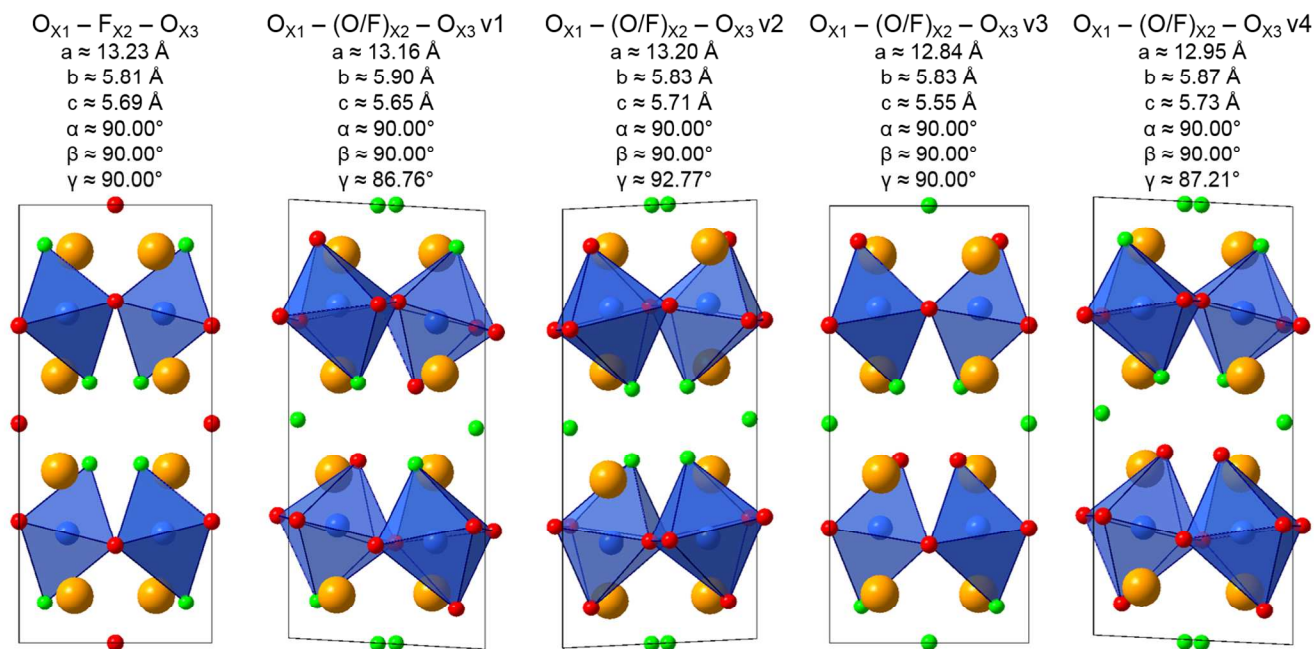 O_X1 – F_X2 – O_X3
a ≈ 13.23 Å
b ≈ 5.81 Å
c ≈ 5.69 Å
α ≈ 90.00°
β ≈ 90.00°
γ ≈ 90.00°
O_X1 – (O/F)_X2 – O_X3 v1
a ≈ 13.16 Å
b ≈ 5.90 Å
c ≈ 5.65 Å
α ≈ 90.00°
β ≈ 90.00°
γ ≈ 86.76°
O_X1 – (O/F)_X2 – O_X3 v2
a ≈ 13.20 Å
b ≈ 5.83 Å
c ≈ 5.71 Å
α ≈ 90.00°
β ≈ 90.00°
γ ≈ 92.77°
O_X1 – (O/F)_X2 – O_X3 v3
a ≈ 12.84 Å
b ≈ 5.83 Å
c ≈ 5.55 Å
α ≈ 90.00°
β ≈ 90.00°
γ ≈ 90.00°
O_X1 – (O/F)_X2 – O_X3 v4
a ≈ 12.95 Å
b ≈ 5.87 Å
c ≈ 5.73 Å
α ≈ 90.00°
β ≈ 90.00°
γ ≈ 87.21°